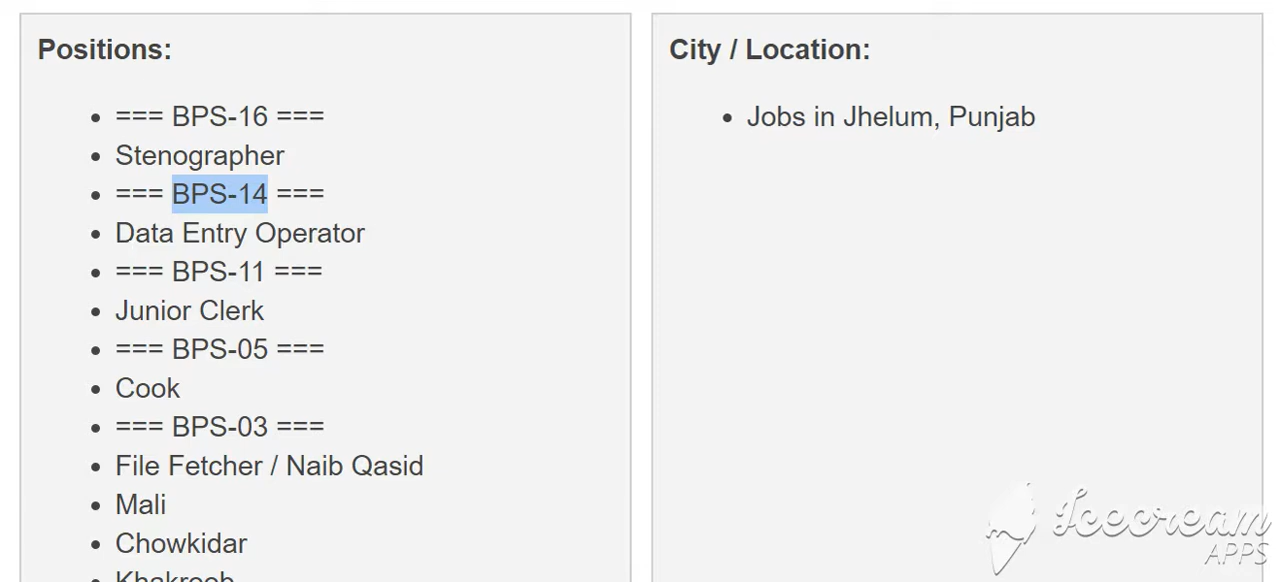 Positions:
=== BPS-16 ===
Stenographer
=== BPS-14 ===
Data Entry Operator
=== BPS-11 ===
Junior Clerk
=== BPS-05 ===
Cook
=== BPS-03 ===
File Fetcher / Naib Qasid
Mali
Chowkidar
Khakroob
City / Location:
Jobs in Jhelum, Punjab
Icecream
APPS